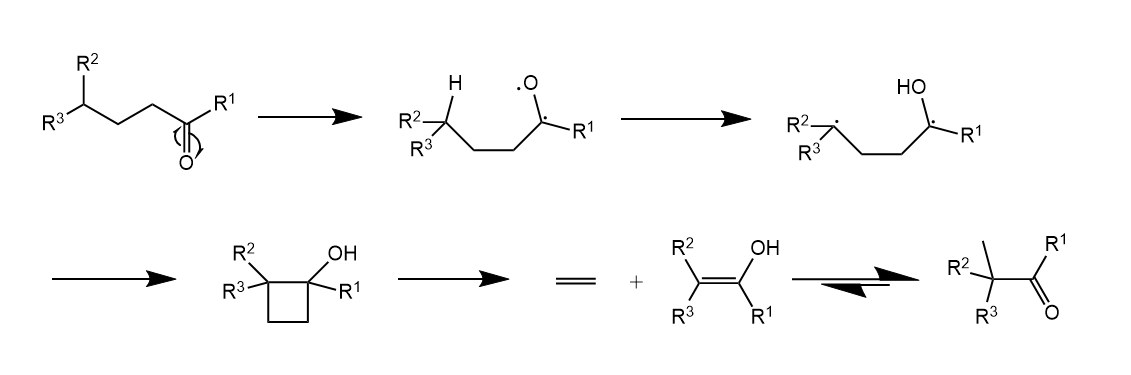 R²
R³
R¹
O
H
·O
R²
R³
R¹
HO
R²
R³
R¹
R²
OH
R³
R¹
+
R²
OH
R³
R¹
R¹
R²
R³
O